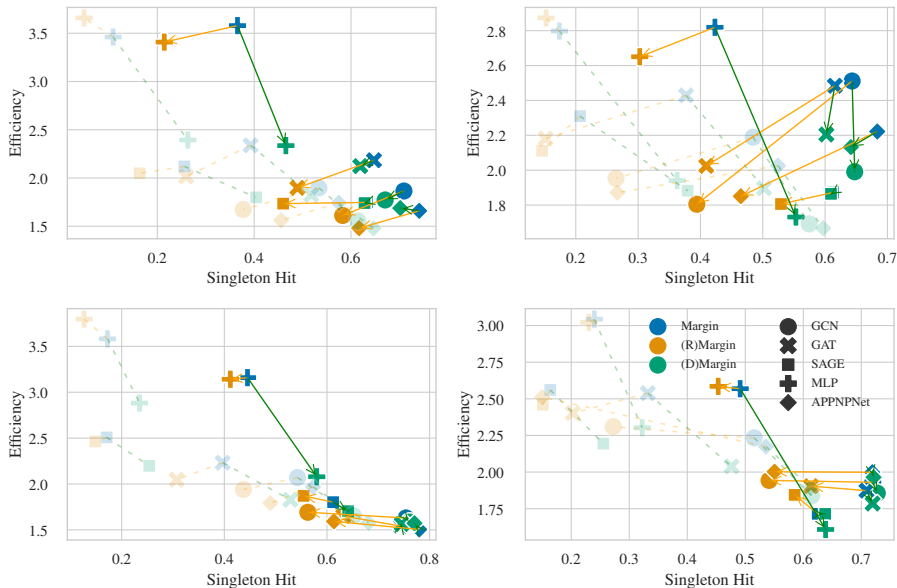 3.5
3.0
2.5
2.0
1.5
Efficiency
0.2
0.4
0.6
Singleton Hit
2.8
2.6
2.4
2.2
2.0
1.8
Efficiency
0.2
0.3
0.4
0.5
0.6
0.7
Singleton Hit
3.5
3.0
2.5
2.0
1.5
Efficiency
0.2
0.4
0.6
0.8
Singleton Hit
3.00
2.75
2.50
2.25
2.00
1.75
Efficiency
0.2
0.3
0.4
0.5
0.6
0.7
Singleton Hit
Margin
(R)Margin
(D)Margin
GCN
GAT
SAGE
MLP
APPNPNet